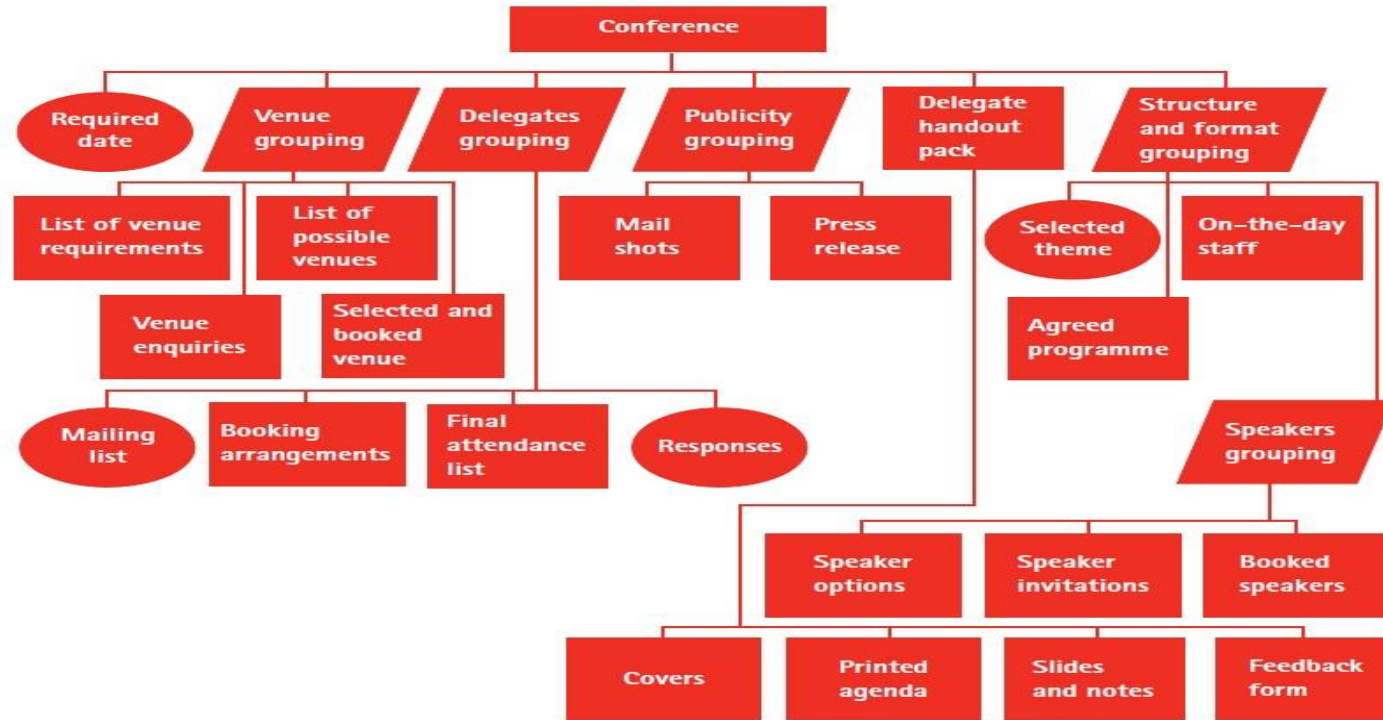 Conference
Required
date
Venue
grouping
Delegates
grouping
Publicity
grouping
Delegate
handout
pack
Structure
and format
grouping
List of venue
requirements
List of
possible
venues
Mail
shots
Press
release
Selected
theme
On-the-day
staff
Venue
enquiries
Selected and
booked
venue
Agreed
programme
Mailing
list
Booking
arrangements
Final
attendance
list
Responses
Speakers
grouping
Speaker
options
Speaker
invitations
Booked
speakers
Covers
Printed
agenda
Slides
and notes
Feedback
form